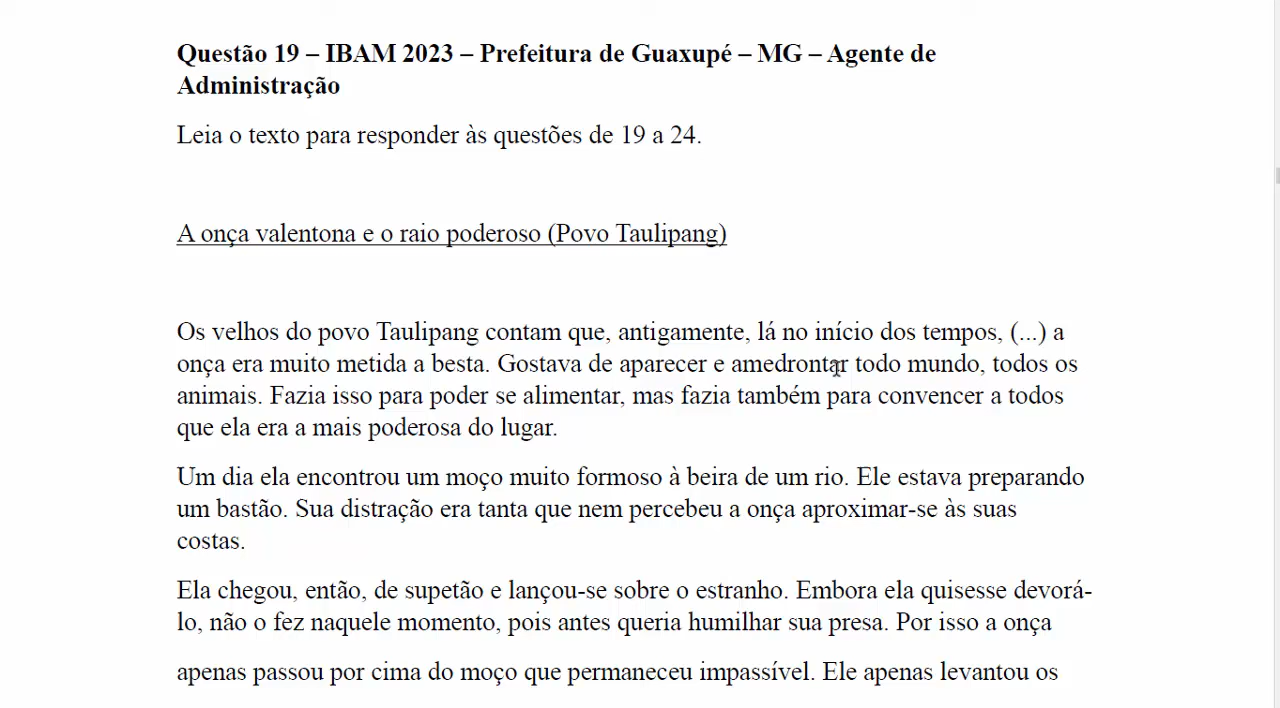 Questão 19 – IBAM 2023 – Prefeitura de Guaxupé – MG – Agente de
Administração
Leia o texto para responder às questões de 19 a 24.
A onça valentona e o raio poderoso (Povo Taulipang)
Os velhos do povo Taulipang contam que, antigamente, lá no início dos tempos, (...) a
onça era muito metida a besta. Gostava de aparecer e amedrontar todo mundo, todos os
animais. Fazia isso para poder se alimentar, mas fazia também para convencer a todos
que ela era a mais poderosa do lugar.
Um dia ela encontrou um moço muito formoso à beira de um rio. Ele estava preparando
um bastão. Sua distração era tanta que nem percebeu a onça aproximar-se às suas
costas.
Ela chegou, então, de supetão e lançou-se sobre o estranho. Embora ela quisesse devorá-
lo, não o fez naquele momento, pois antes queria humilhar sua presa. Por isso a onça
apenas passou por cima do moço que permaneceu impassível. Ele apenas levantou os